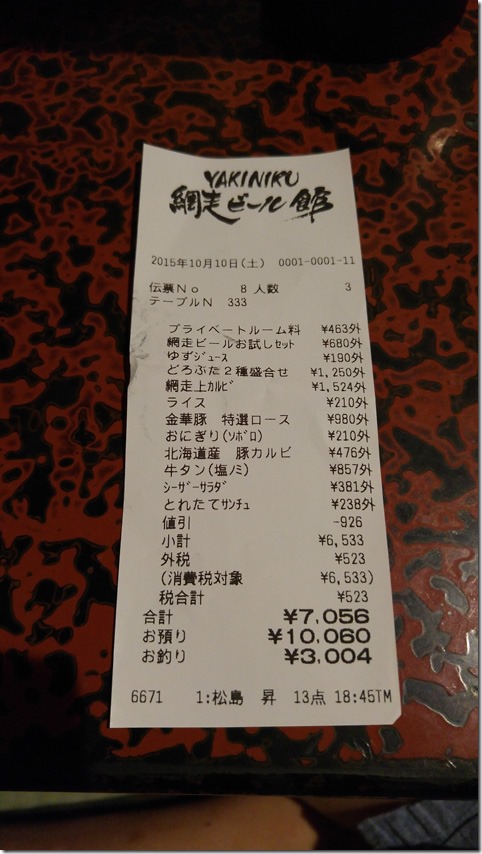 YAKINIKU
網走ビール館
2015年10月10日(土) 0001-0001-11
伝票No 8 人数 3
テーブルN 333
プライベートルーム料 ¥463外
網走ビールお試しセット ¥680外
ゆずジュース ¥190外
どろぶた2種盛合せ ¥1,250外
網走上カルビ ¥1,524外
ライス ¥210外
金華豚 特選ロース ¥980外
おにぎり(ソボロ) ¥210外
北海道産 豚カルビ ¥476外
牛タン(塩ノミ) ¥857外
シーザーサラダ ¥381外
とれたてサンチュ ¥238外
値引 -926
小計 ¥6,533
外税 ¥523
(消費税対象 ¥6,533)
税合計 ¥523
合計 ¥7,056
お預り ¥10,060
お釣り ¥3,004
6671 1:松島 昇 13点 18:45TM